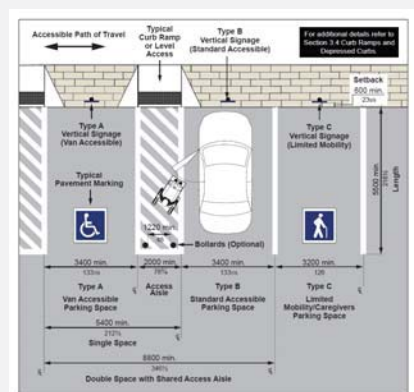 Accessible Path of Travel
Typical
Curb Ramp
or Level
Access
Type B
Vertical Signage
(Standard Accessible)
For additional details refer to
Section 3.4 Curb Ramps and
Depressed Curbs
Setback
600 min.
Type A
Vertical Signage
(Van Accessible)
Type C
Vertical Signage
(Limited Mobility)
Typical
Pavement Marking
5500 min.
Length
1220 min.
Bollards (Optional)
3400 min.
2000 min.
3400 min.
3200 min.
126
Type A
Van Accessible
Parking Space
Access
Aisle
Type B
Standard Accessible
Parking Space
Type C
Limited
Mobility/Caregivers
Parking Space
5400 min.
Single Space
8800 min.
Double Space with Shared Access Aisle